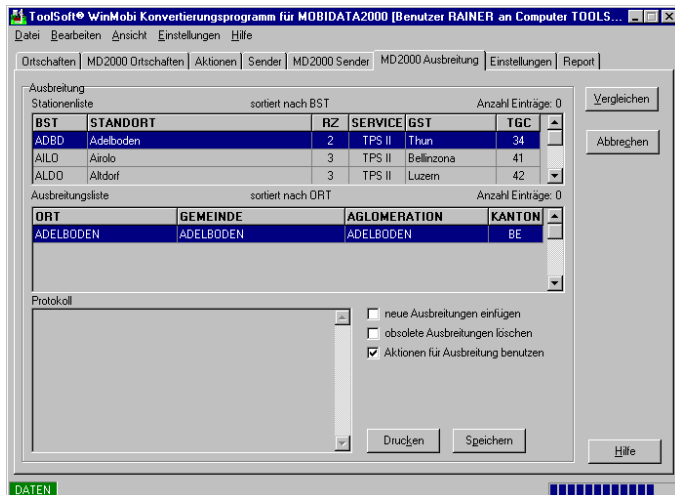 ToolSoft® WinMobi Konvertierungsprogramm für MOBIDATA2000 [Benutzer RAINER an Computer TOOLS...
Datei Bearbeiten Ansicht Einstellungen Hilfe
Ortschaften MD2000 Ortschaften Aktionen Sender MD2000 Sender MD2000 Ausbreitung Einstellungen Report
Ausbreitung
Stationenliste sortiert nach BST Anzahl Einträge: 0
BST STANDORT RZ SERVICE GST TGC
ADBD Adelboden 2 TPS II Thun 34
AILO Airolo 3 TPS II Bellinzona 41
ALDO Altdorf 3 TPS II Luzern 42
Ausbreitungsliste sortiert nach ORT Anzahl Einträge: 0
ORT GEMEINDE AGLOMERATION KANTON
ADELBODEN ADELBODEN ADELBODEN BE
Protokoll
neue Ausbreitungen einfügen
obsolete Ausbreitungen löschen
Aktionen für Ausbreitung benutzen
Drucken Speichern
Vergleichen
Abbrechen
Hilfe
DATEN